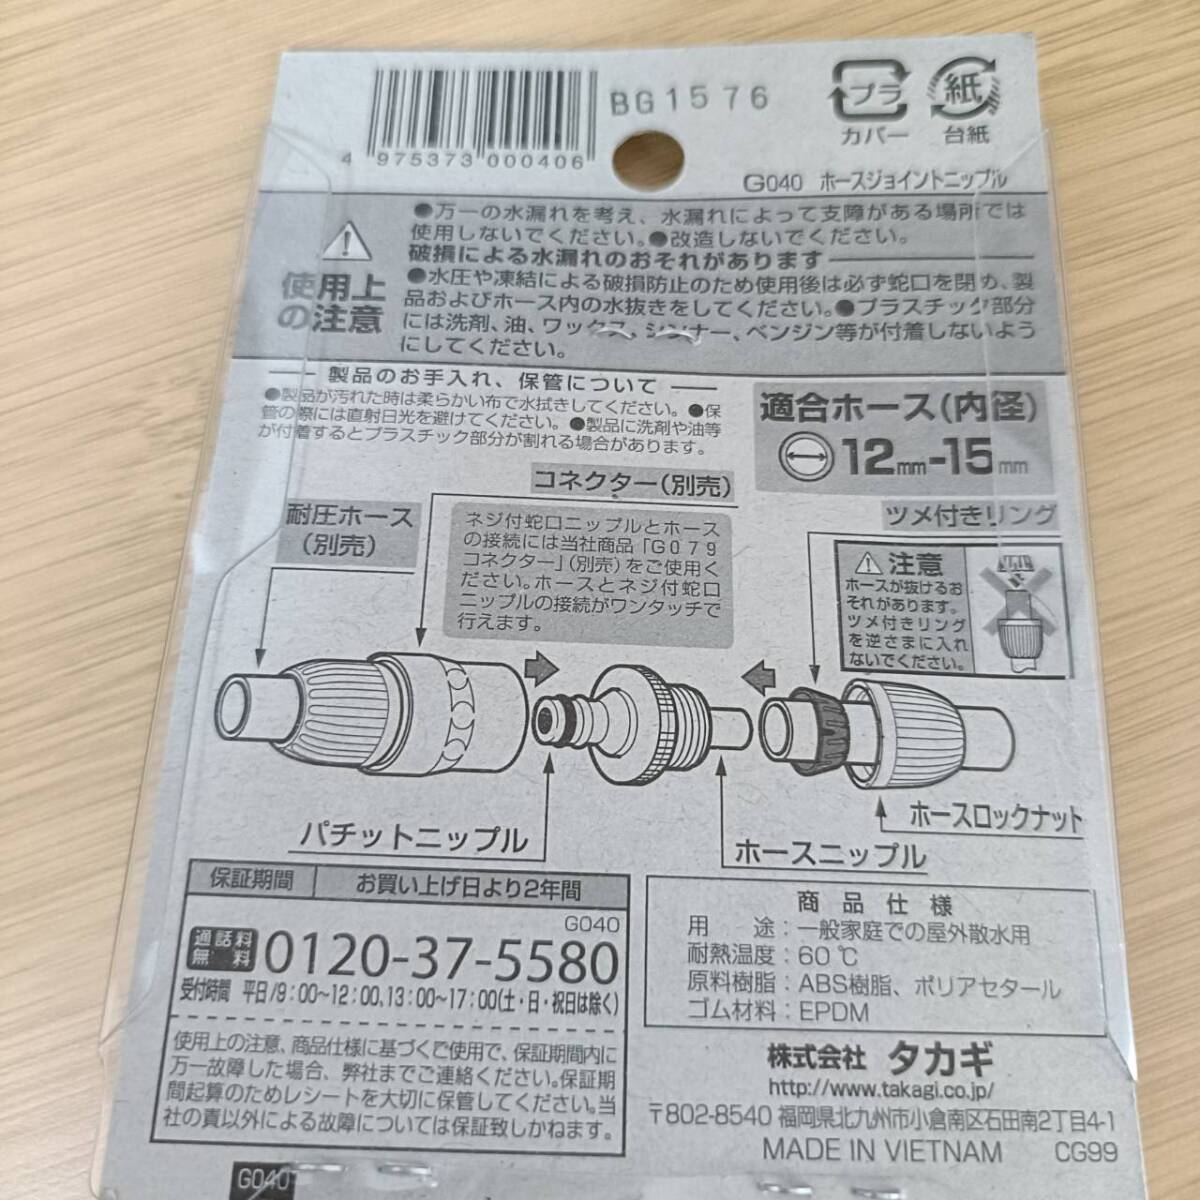 BG1576
プラ
カバー
紙
台紙
4 975373 000406
G040 ホースジョイントニップル
使用上
の注意
●万一の水漏れを考え、水漏れによって支障がある場所では
使用しないでください。●改造しないでください。
破損による水漏れのおそれがあります
●水圧や凍結による破損防止のため使用後は必ず蛇口を閉め、製
品およびホース内の水抜きをしてください。●プラスチック部分
には洗剤、油、ワックス、シンナー、ベンジン等が付着しないよう
にしてください。
製品のお手入れ、保管について
●製品が汚れた時は柔らかい布で水拭きしてください。●保
管の際には直射日光を避けてください。●製品に洗剤や油等
が付着するとプラスチック部分が割れる場合があります。
適合ホース(内径)
12mm-15mm
コネクター(別売)
耐圧ホース
(別売)
ネジ付蛇口ニップルとホース
の接続には当社商品「G079
コネクター」(別売)をご使用く
ださい。ホースとネジ付蛇口
ニップルの接続がワンタッチで
行えます。
ツメ付きリング
注意
ホースが抜けるお
それがあります。
ツメ付きリング
を逆さまに入れ
ないでください。
パチットニップル
ホースニップル
ホースロックナット
保証期間 お買い上げ日より2年間
G040
通話料
無料
0120-37-5580
受付時間 平日/9:00〜12:00,13:00〜17:00(土・日・祝日は除く)
使用上の注意、商品仕様に基づくご使用で、保証期間内に
万一故障した場合、弊社までご連絡ください。保証期
間起算のためレシートを大切に保管してください。当
社の責以外による故障については保証致しかねます。
商品仕様
用途:一般家庭での屋外散水用
耐熱温度:60℃
原料樹脂:ABS樹脂、ポリアセタール
ゴム材料:EPDM
株式会社 タカギ
http://www.takagi.co.jp/
〒802-8540 福岡県北九州市小倉南区石田南2丁目4-1
MADE IN VIETNAM CG99
G040